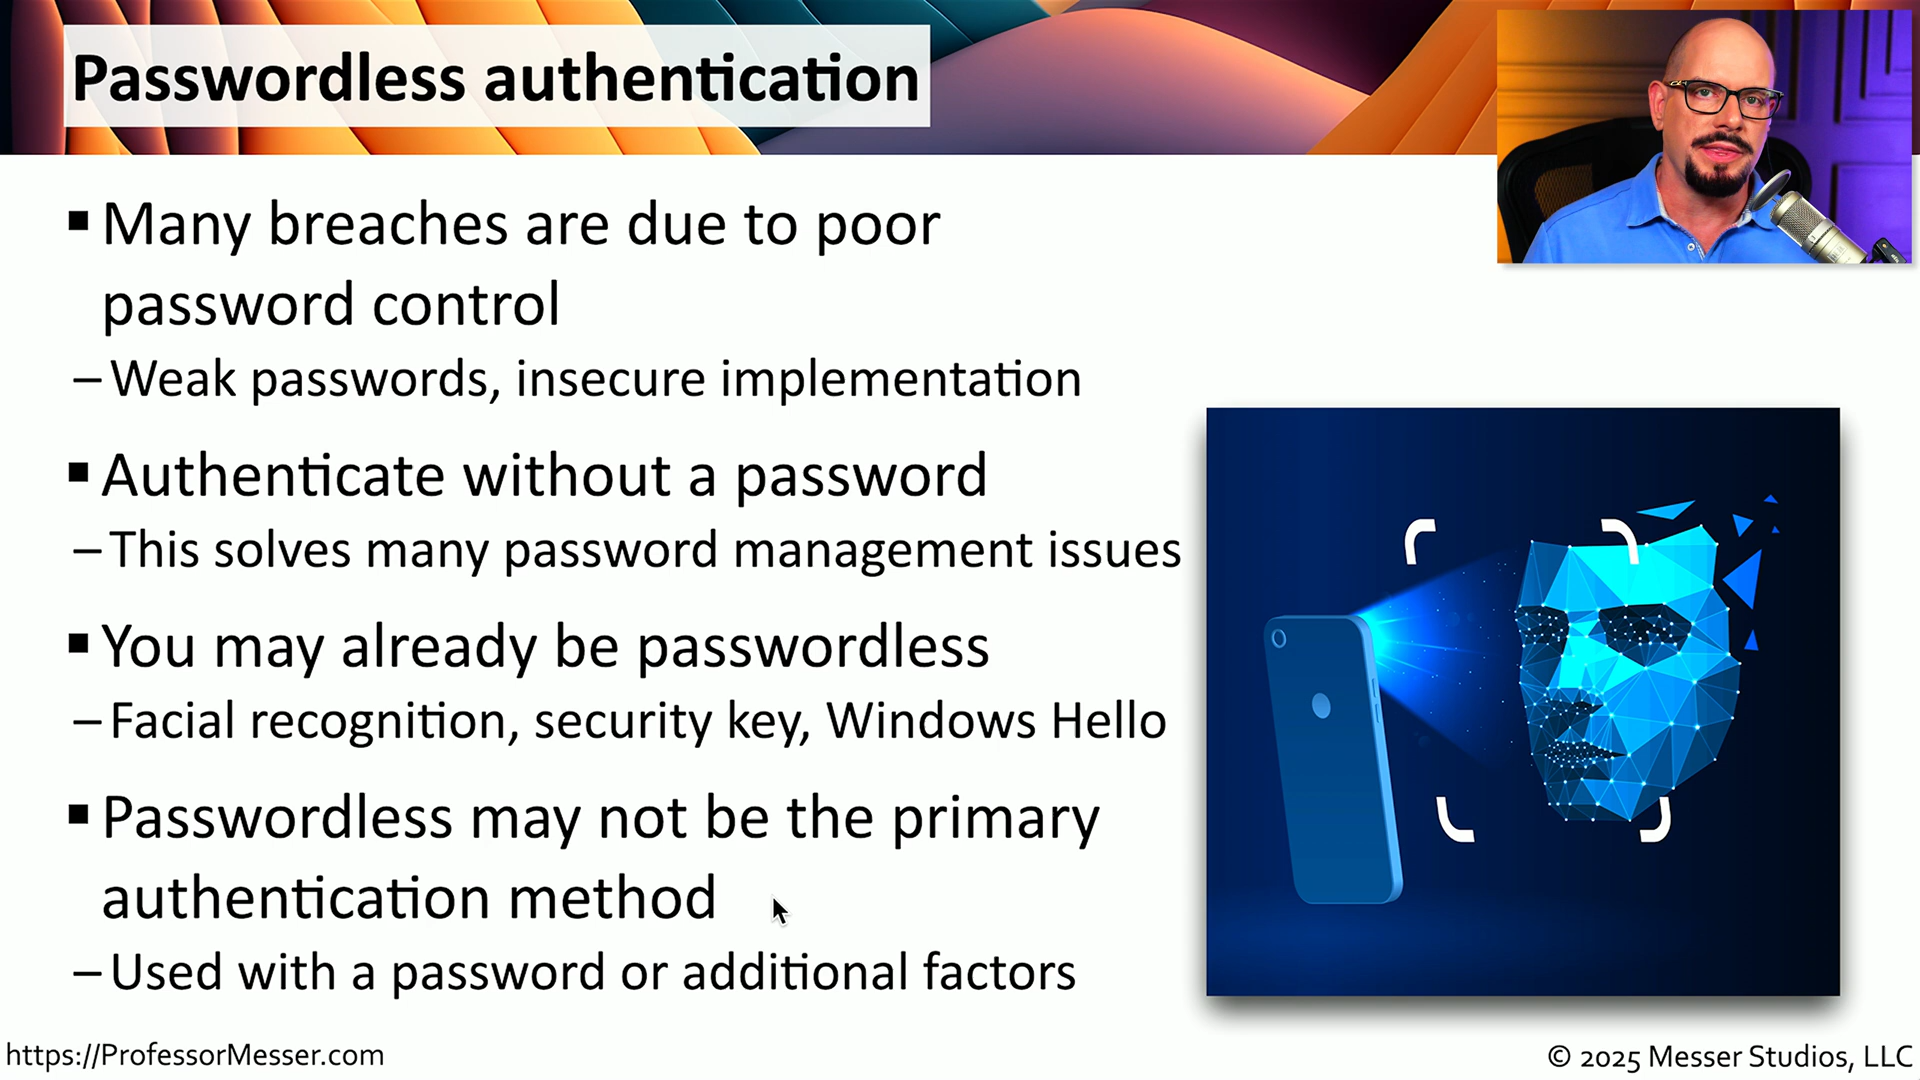 Passwordless authentication
▪ Many breaches are due to poor
password control
– Weak passwords, insecure implementation
▪ Authenticate without a password
– This solves many password management issues
▪ You may already be passwordless
– Facial recognition, security key, Windows Hello
▪ Passwordless may not be the primary
authentication method
– Used with a password or additional factors
https://ProfessorMesser.com
© 2025 Messer Studios, LLC